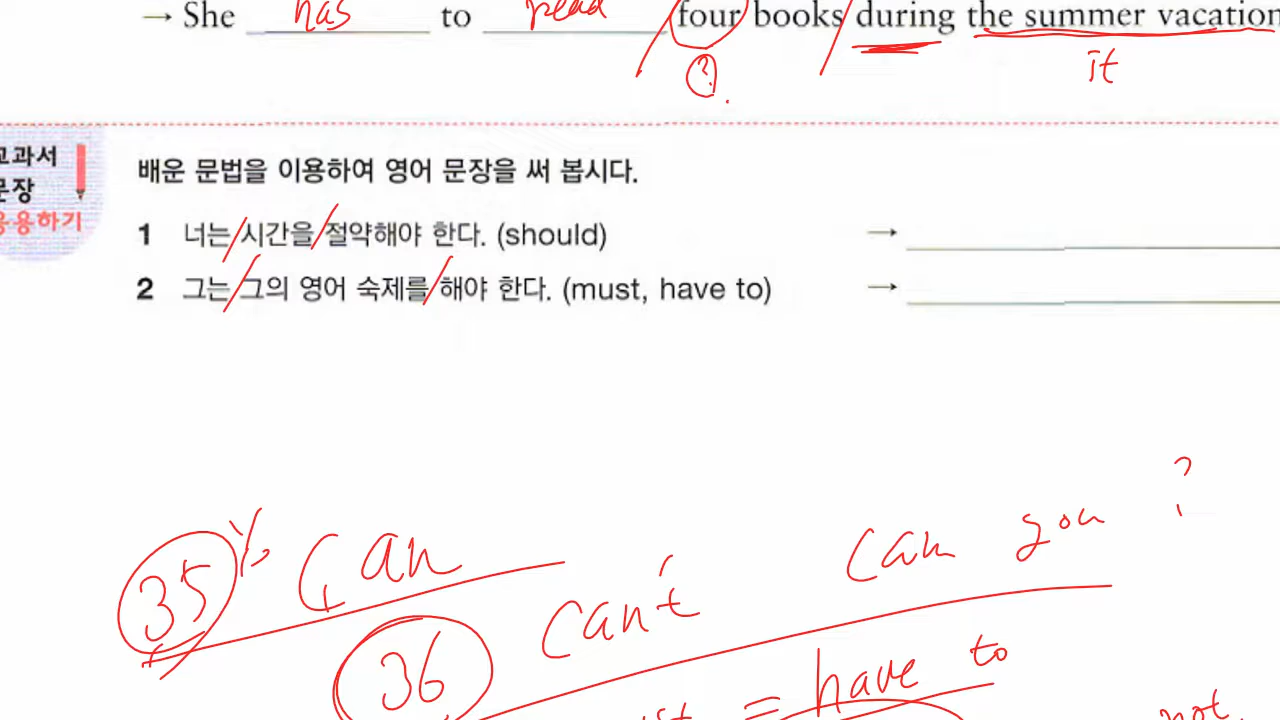 → She has to read four books during the summer vacation
?
it
교과서
문장
응용하기
배운 문법을 이용하여 영어 문장을 써 봅시다.
1 너는/시간을/절약해야 한다. (should) →
2 그는/그의 영어 숙제를/해야 한다. (must, have to) →
35% can
can you ?
36 can't
= have to
not.